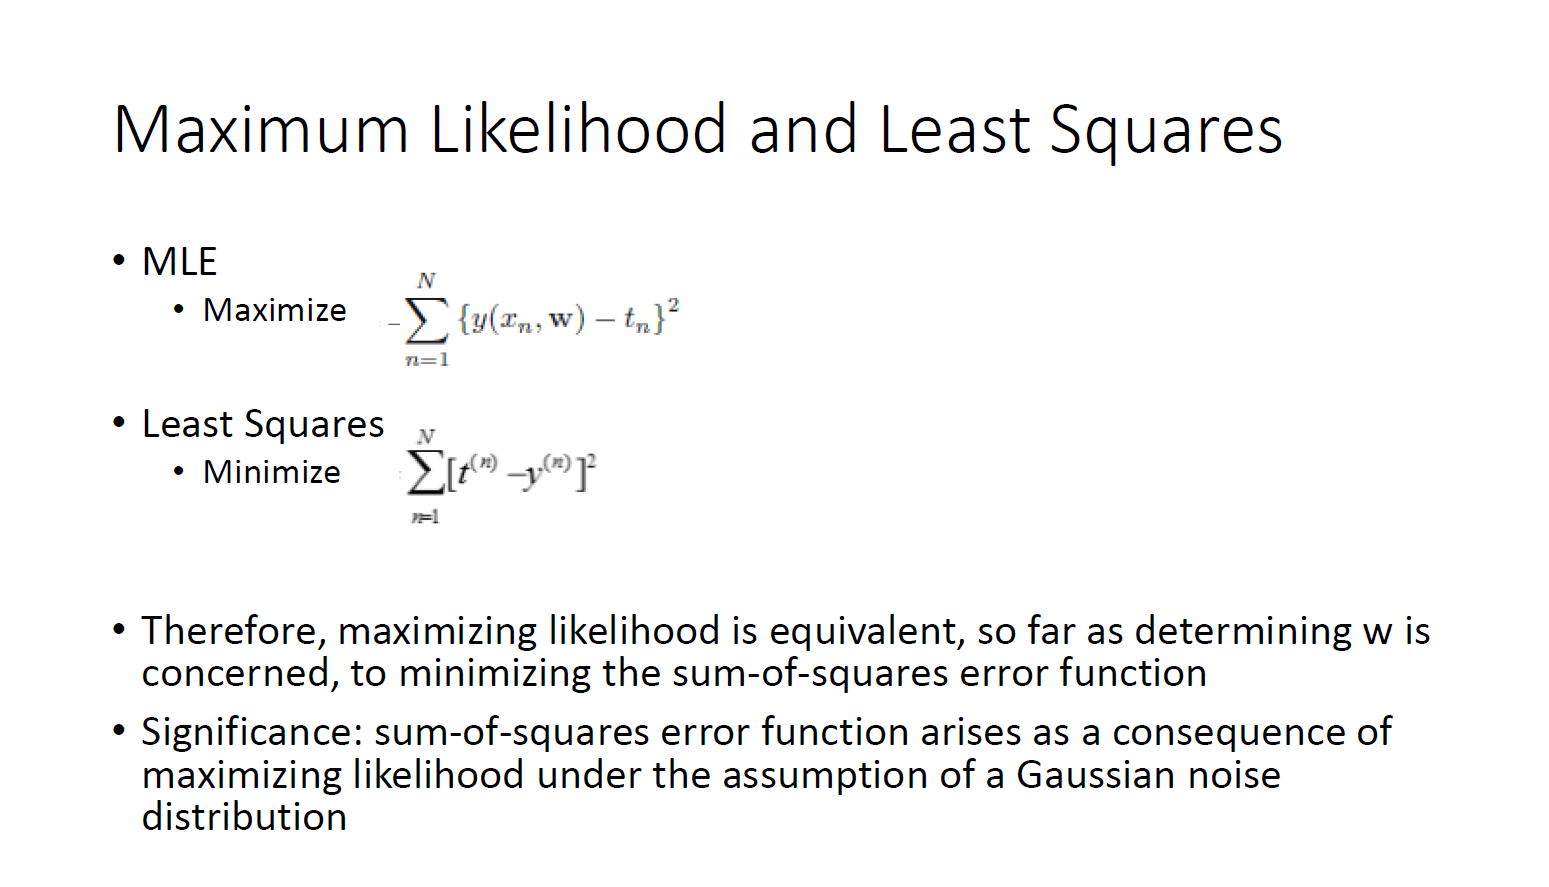 Maximum Likelihood and Least Squares
• MLE
• Maximize −∑_{n=1}^{N} {y(x_n, w) − t_n}²
• Least Squares
• Minimize ∑_{n=1}^{N} [t^{(n)} − y^{(n)}]²
• Therefore, maximizing likelihood is equivalent, so far as determining w is
concerned, to minimizing the sum-of-squares error function
• Significance: sum-of-squares error function arises as a consequence of
maximizing likelihood under the assumption of a Gaussian noise
distribution